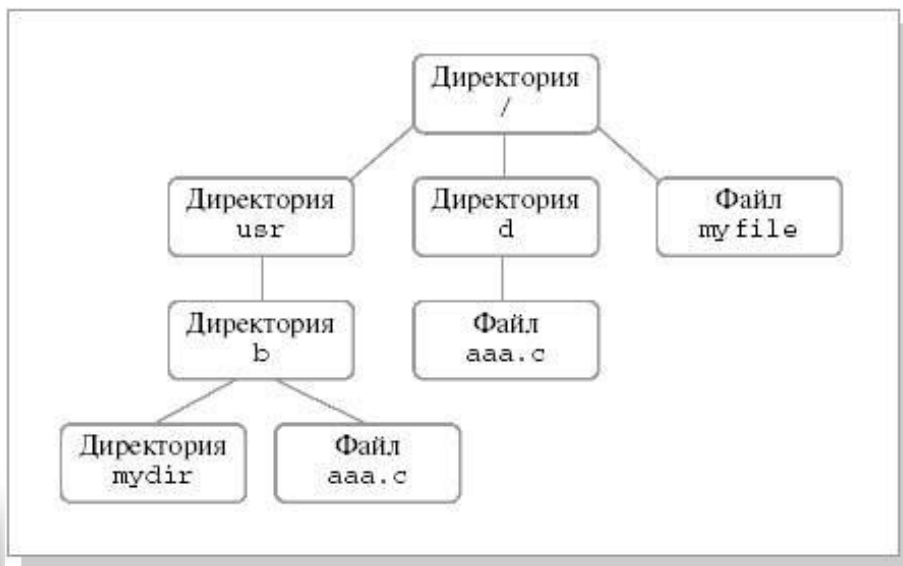 Директория
/
Директория
usr
Директория
d
Файл
myfile
Директория
b
Файл
aaa.c
Директория
mydir
Файл
aaa.c